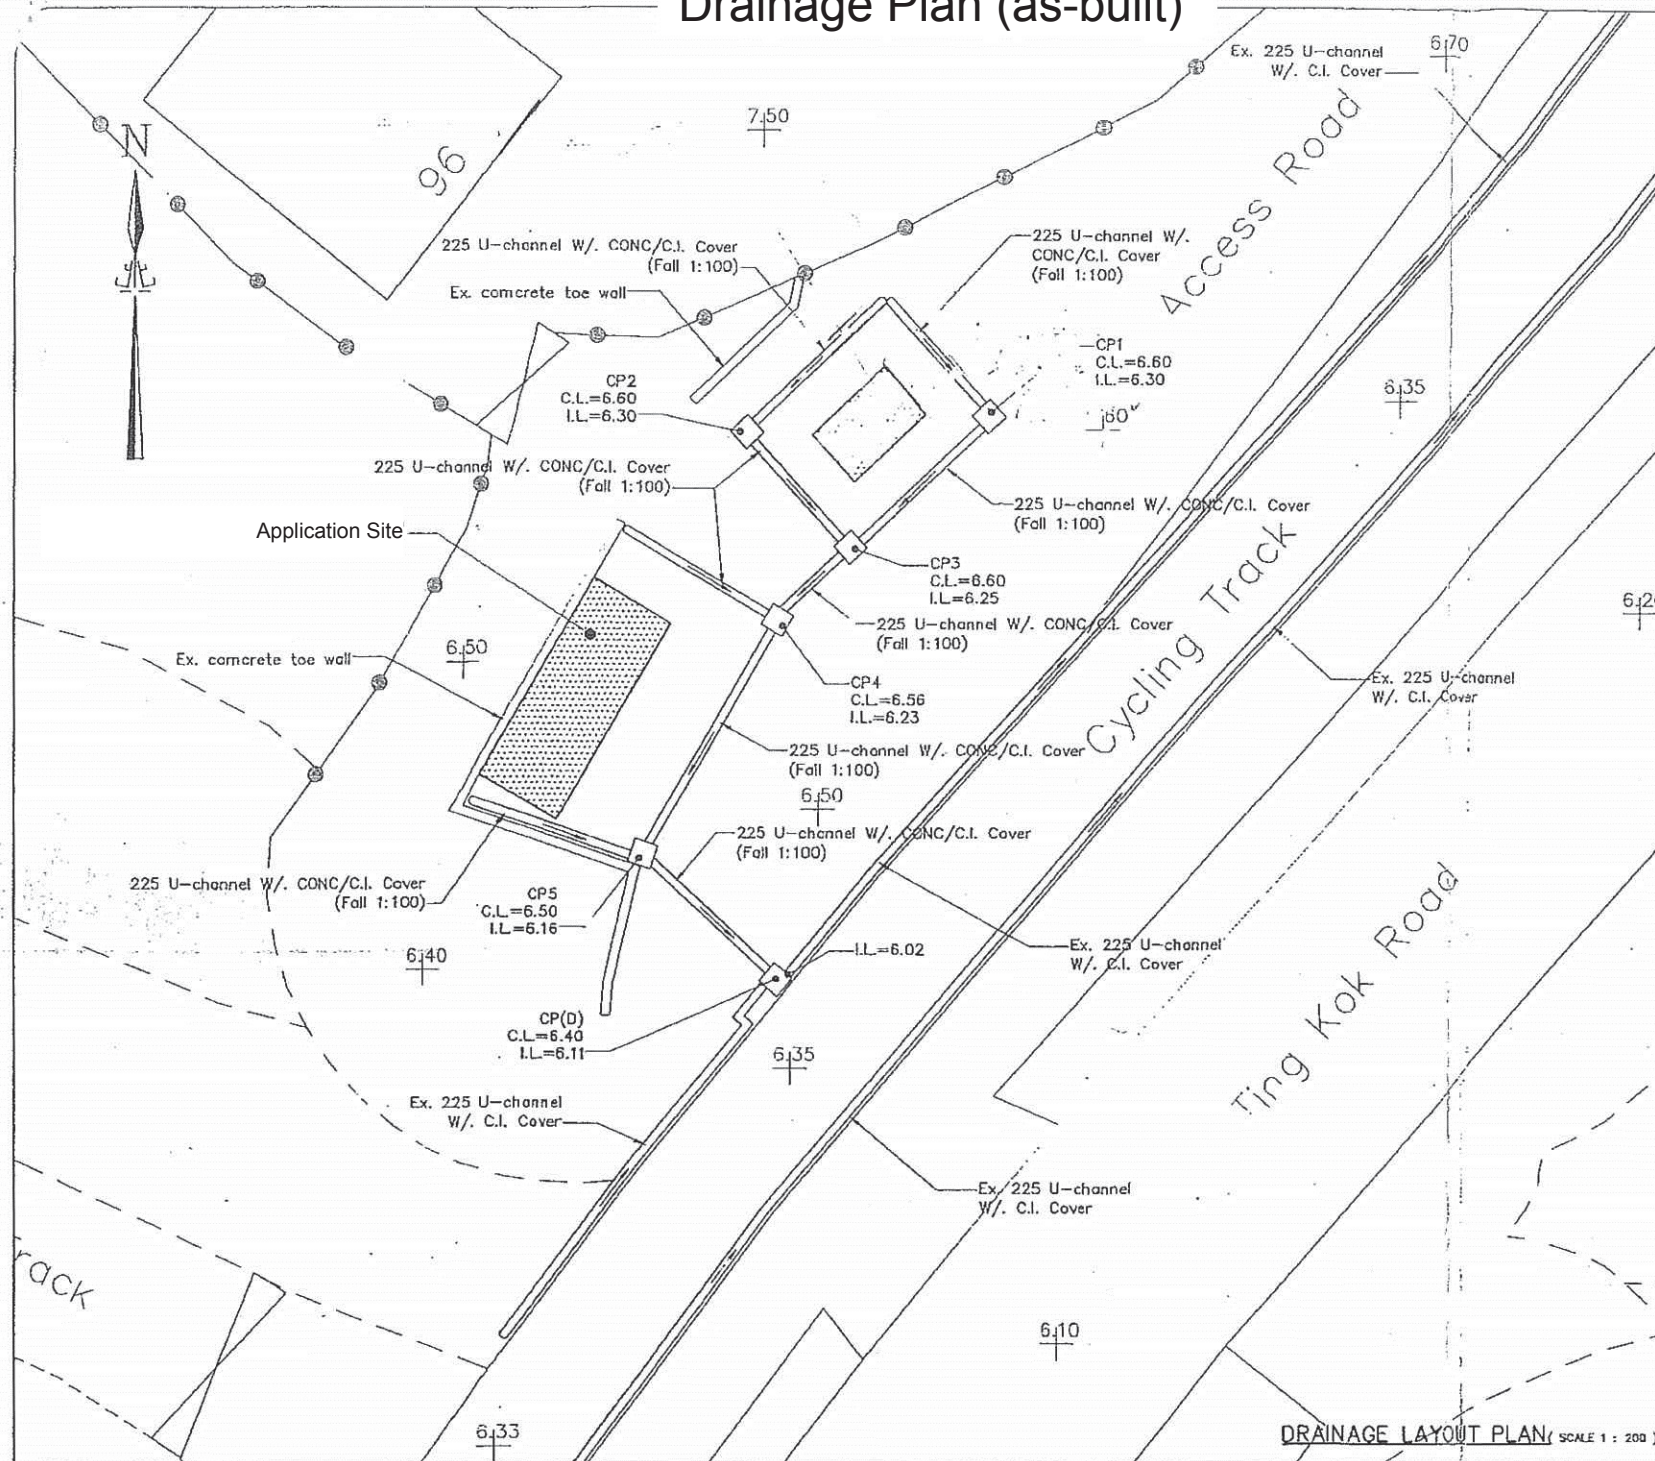 Drainage Plan (as-built)
Ex. 225 U-channel
W/. C.I. Cover
6.70
7.50
N
96
Access Road
225 U-channel W/. CONC/C.I. Cover
(Fall 1:100)
225 U-channel W/.
CONC/C.I. Cover
(Fall 1:100)
Ex. comcrete toe wall
CP1
C.L.=6.60
I.L.=6.30
CP2
C.L.=6.60
I.L.=6.30
6.35
225 U-channel W/. CONC/C.I. Cover
(Fall 1:100)
225 U-channel W/. CONC/C.I. Cover
(Fall 1:100)
Application Site
CP3
C.L.=6.60
I.L.=6.25
Cycling Track
225 U-channel W/. CONC/C.I. Cover
(Fall 1:100)
6.50
Ex. comcrete toe wall
CP4
C.L.=6.56
I.L.=6.23
Ex. 225 U-channel
W/. C.I. Cover
225 U-channel W/. CONC/C.I. Cover
(Fall 1:100)
6.50
225 U-channel W/. CONC/C.I. Cover
(Fall 1:100)
225 U-channel W/. CONC/C.I. Cover
(Fall 1:100)
CP5
C.L.=6.50
I.L.=6.16
Ting Kok Road
I.L.=6.02
Ex. 225 U-channel
W/. C.I. Cover
6.40
CP(D)
C.L.=6.40
I.L.=6.11
6.35
Ex. 225 U-channel
W/. C.I. Cover
Ex. 225 U-channel
W/. C.I. Cover
rack
6.10
6.33
DRAINAGE LAYOUT PLAN ( SCALE 1 : 200 )